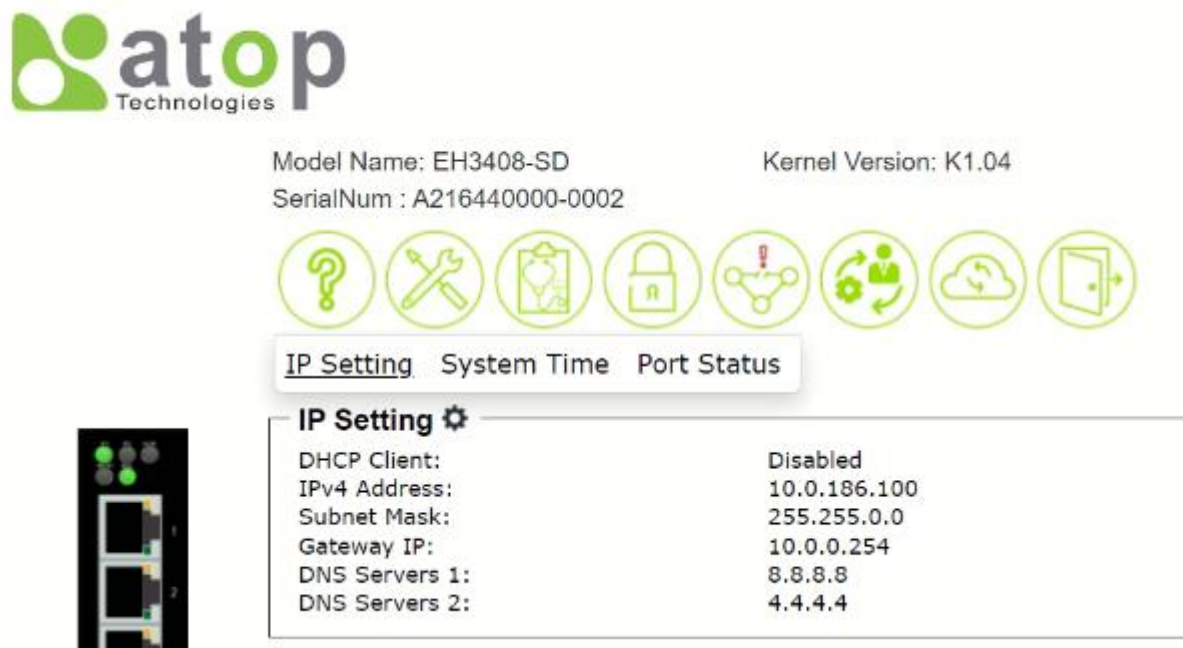 atop
Technologies
Model Name: EH3408-SD Kernel Version: K1.04
SerialNum : A216440000-0002
IP Setting System Time Port Status
IP Setting
DHCP Client: Disabled
IPv4 Address: 10.0.186.100
Subnet Mask: 255.255.0.0
Gateway IP: 10.0.0.254
DNS Servers 1: 8.8.8.8
DNS Servers 2: 4.4.4.4
1
2